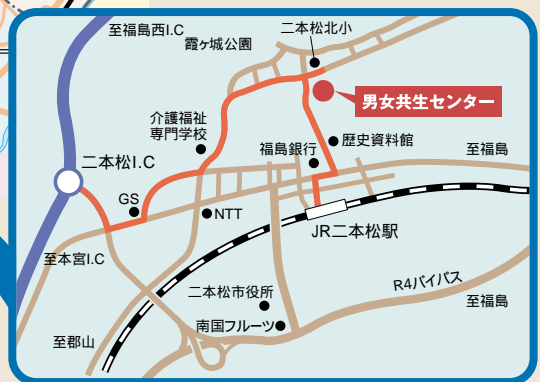 至福島西I.C
二本松北小
霞ヶ城公園
男女共生センター
介護福祉
専門学校
福島銀行
歴史資料館
至福島
二本松I.C
GS
NTT
JR二本松駅
至本宮I.C
R4バイパス
二本松市役所
至福島
南国フルーツ
至郡山